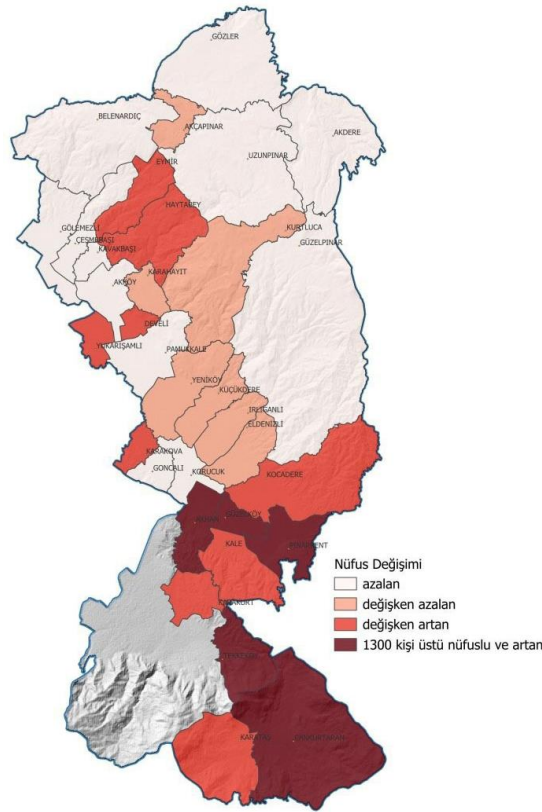 GÖZLER
BELENARDIÇ
AKÇAPINAR
AKDERE
UZUNPINAR
EYMİR
HAYTABEY
GÖLEMEZLİ
KURTLUCA
ÇEŞMEBAŞI
GÜZELPINAR
KAVAKBAŞI
KARAHAYIT
AKKÖY
DEVELİ
YUKARIŞAMLI
PAMUKKALE
YENİKÖY
KÜÇÜKDERE
IRLIGANLI
ELDENİZLİ
KARAKOVA
GONCALI
KORUCUK
KOCADERE
KALE
Nüfus Değişimi
azalan
değişken azalan
değişken artan
1300 kişi üstü nüfuslu ve artan